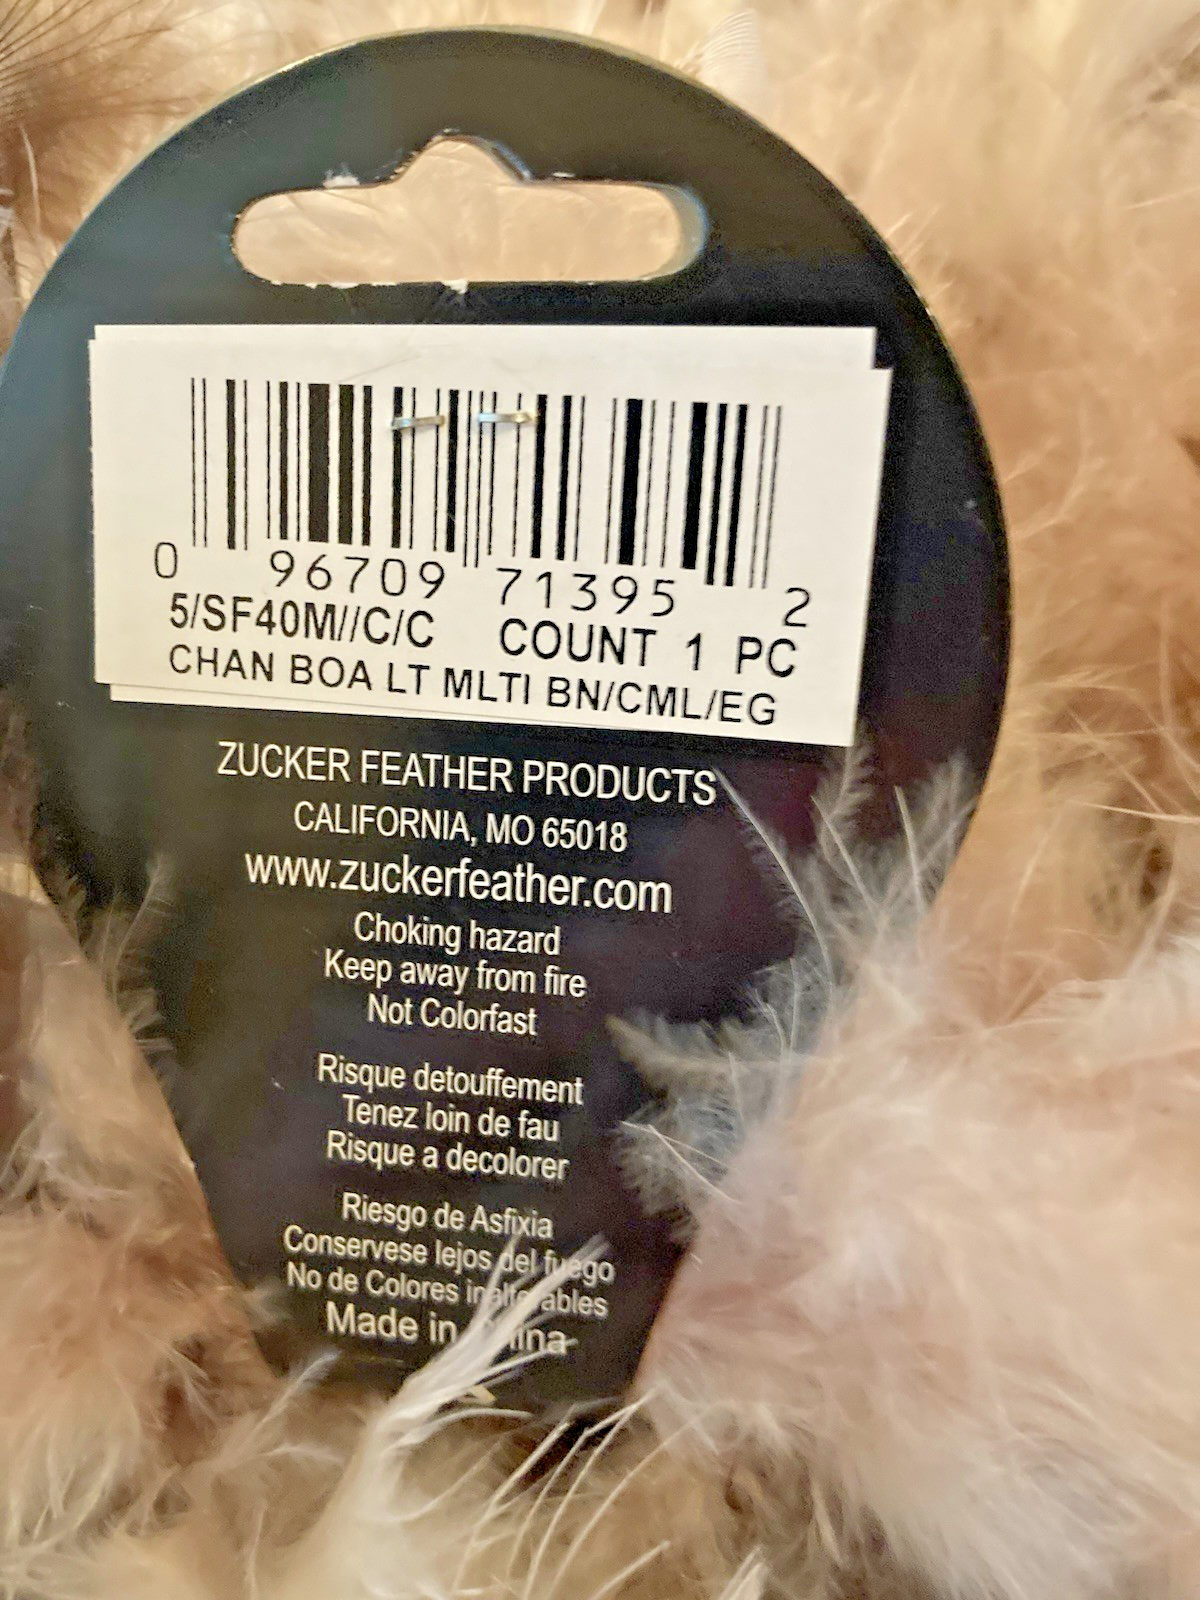 0 96709 71395 2
5/SF40M//C/C COUNT 1 PC
CHAN BOA LT MLTI BN/CML/EG
ZUCKER FEATHER PRODUCTS
CALIFORNIA, MO 65018
www.zuckerfeather.com
Choking hazard
Keep away from fire
Not Colorfast
Risque detouffement
Tenez loin de fau
Risque a decolorer
Riesgo de Asfixia
Conservese lejos del fuego
No de Colores inalterables
Made in China